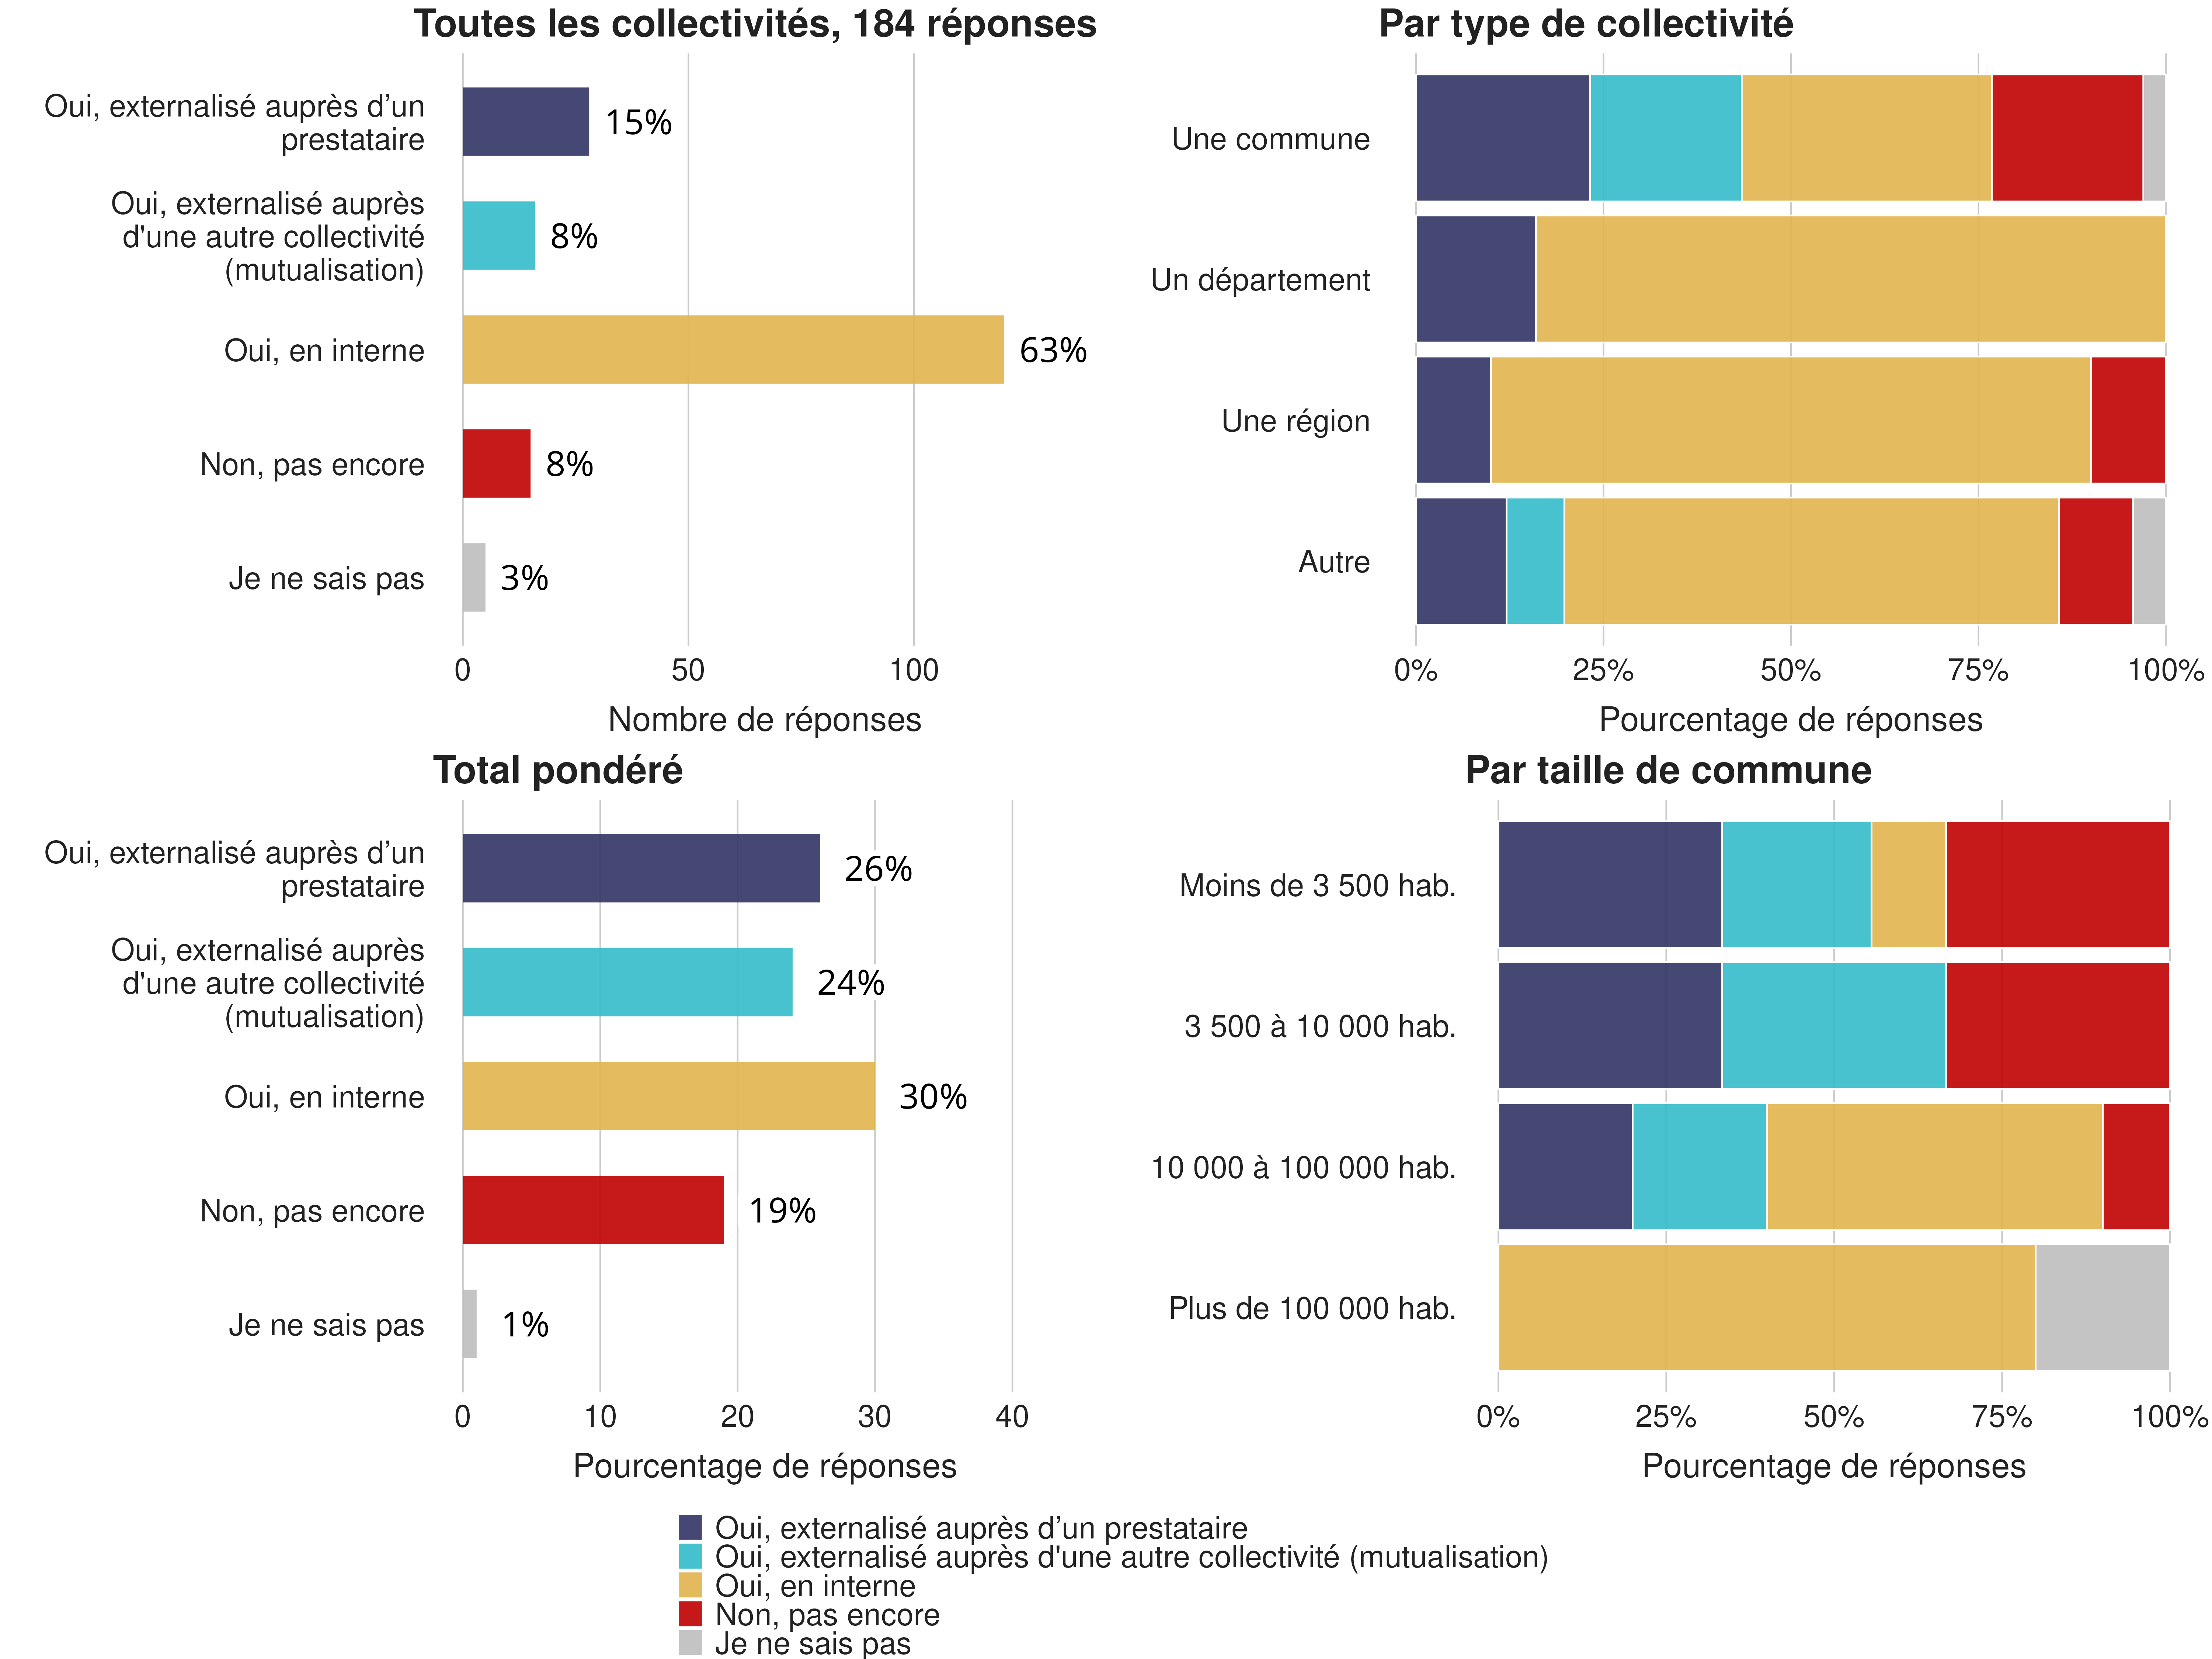 Toutes les collectivités, 184 réponses
Oui, externalisé auprès d’un
prestataire
15%
Oui, externalisé auprès
d'une autre collectivité
(mutualisation)
8%
Oui, en interne
63%
Non, pas encore
8%
Je ne sais pas
3%
0 50 100
Nombre de réponses
Par type de collectivité
Une commune
Un département
Une région
Autre
0% 25% 50% 75% 100%
Pourcentage de réponses
Total pondéré
Oui, externalisé auprès d’un
prestataire
26%
Oui, externalisé auprès
d'une autre collectivité
(mutualisation)
24%
Oui, en interne
30%
Non, pas encore
19%
Je ne sais pas
1%
0 10 20 30 40
Pourcentage de réponses
Par taille de commune
Moins de 3 500 hab.
3 500 à 10 000 hab.
10 000 à 100 000 hab.
Plus de 100 000 hab.
0% 25% 50% 75% 100%
Pourcentage de réponses
Oui, externalisé auprès d’un prestataire
Oui, externalisé auprès d'une autre collectivité (mutualisation)
Oui, en interne
Non, pas encore
Je ne sais pas